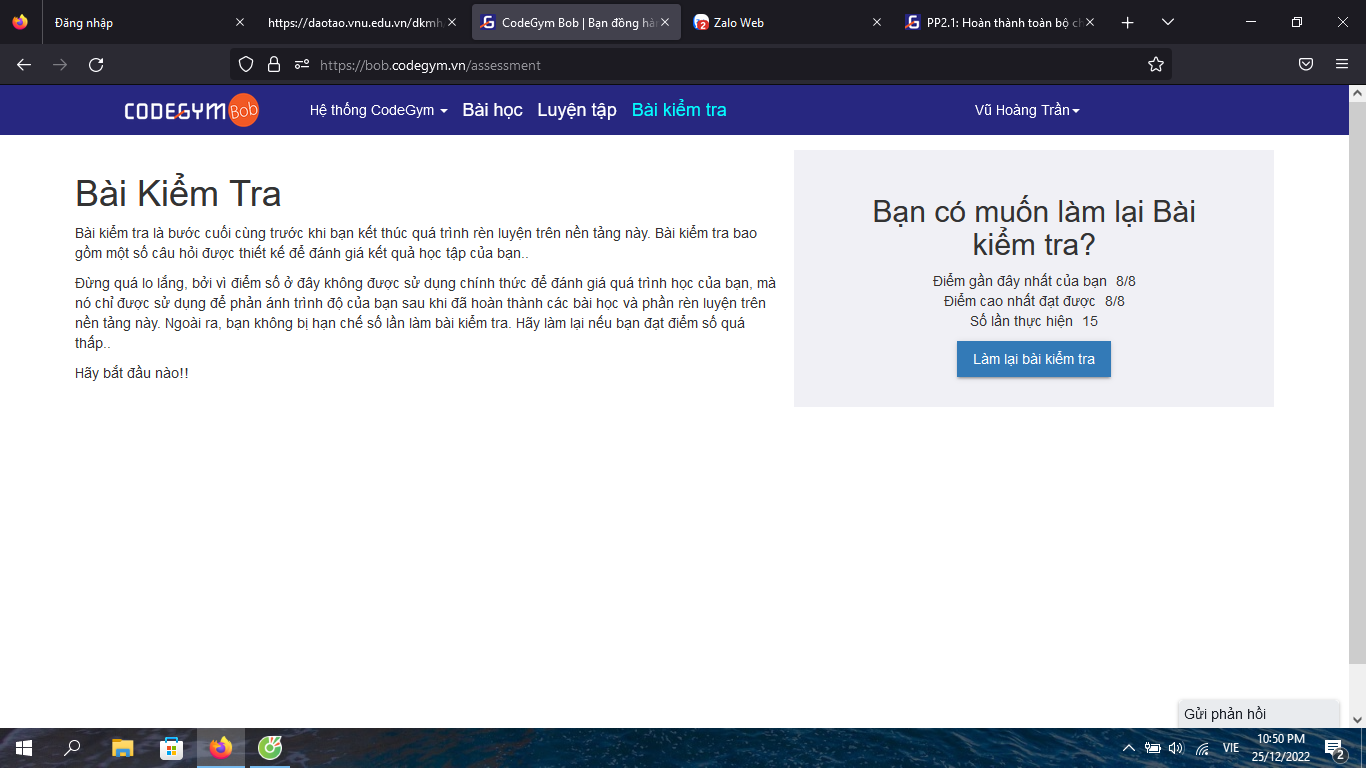 Đăng nhập
https://daotao.vnu.edu.vn/dkmh
CodeGym Bob | Bạn đồng hà
Zalo Web
PP2.1: Hoàn thành toàn bộ ch
https://bob.codegym.vn/assessment
CODEGYM Bob
Hệ thống CodeGym
Bài học
Luyện tập
Bài kiểm tra
Vũ Hoàng Trần
Bài Kiểm Tra
Bài kiểm tra là bước cuối cùng trước khi bạn kết thúc quá trình rèn luyện trên nền tảng này. Bài kiểm tra bao
gồm một số câu hỏi được thiết kế để đánh giá kết quả học tập của bạn..
Đừng quá lo lắng, bởi vì điểm số ở đây không được sử dụng chính thức để đánh giá quá trình học của bạn, mà
nó chỉ được sử dụng để phản ánh trình độ của bạn sau khi đã hoàn thành các bài học và phần rèn luyện trên
nền tảng này. Ngoài ra, bạn không bị hạn chế số lần làm bài kiểm tra. Hãy làm lại nếu bạn đạt điểm số quá
thấp..
Hãy bắt đầu nào!!
Bạn có muốn làm lại Bài
kiểm tra?
Điểm gần đây nhất của bạn 8/8
Điểm cao nhất đạt được 8/8
Số lần thực hiện 15
Làm lại bài kiểm tra
Gửi phản hồi
VIE
10:50 PM
25/12/2022
2